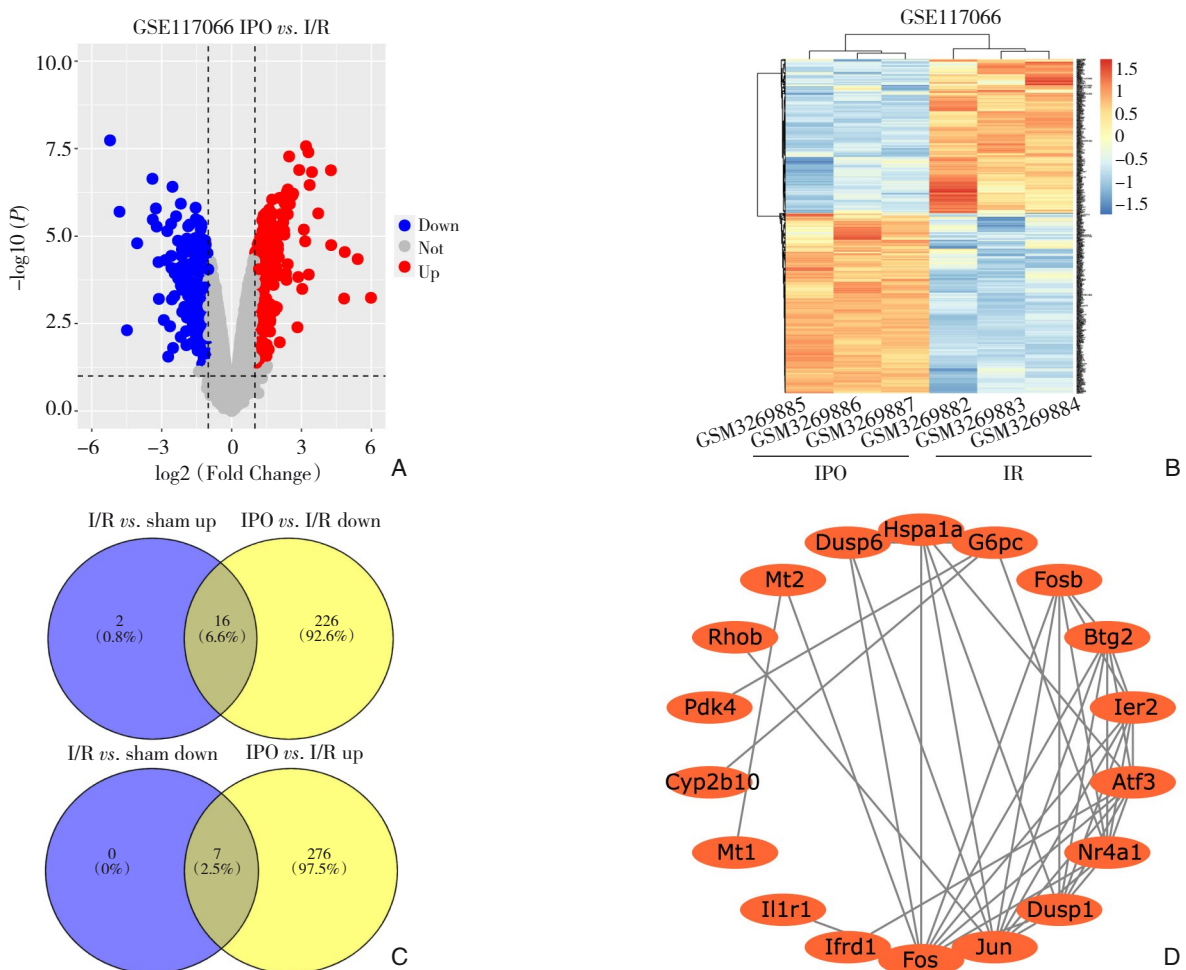 GSE117066 IPO vs. I/R
10.0
7.5
5.0
2.5
0.0
-log10 (P)
−6
−3
0
3
6
log2 (Fold Change)
Down
Not
Up
A
GSE117066
1.5
1
0.5
0
−0.5
−1
−1.5
GSM3269885
GSM3269886
GSM3269887
GSM3269882
GSM3269883
GSM3269884
IPO
IR
B
I/R vs. sham up
IPO vs. I/R down
2
(0.8%)
16
(6.6%)
226
(92.6%)
I/R vs. sham down
IPO vs. I/R up
0
(0%)
7
(2.5%)
276
(97.5%)
C
Hspa1a
Dusp6
G6pc
Mt2
Fosb
Rhob
Btg2
Pdk4
Ier2
Cyp2b10
Atf3
Mt1
Nr4a1
Il1r1
Dusp1
Ifrd1
Jun
Fos
D